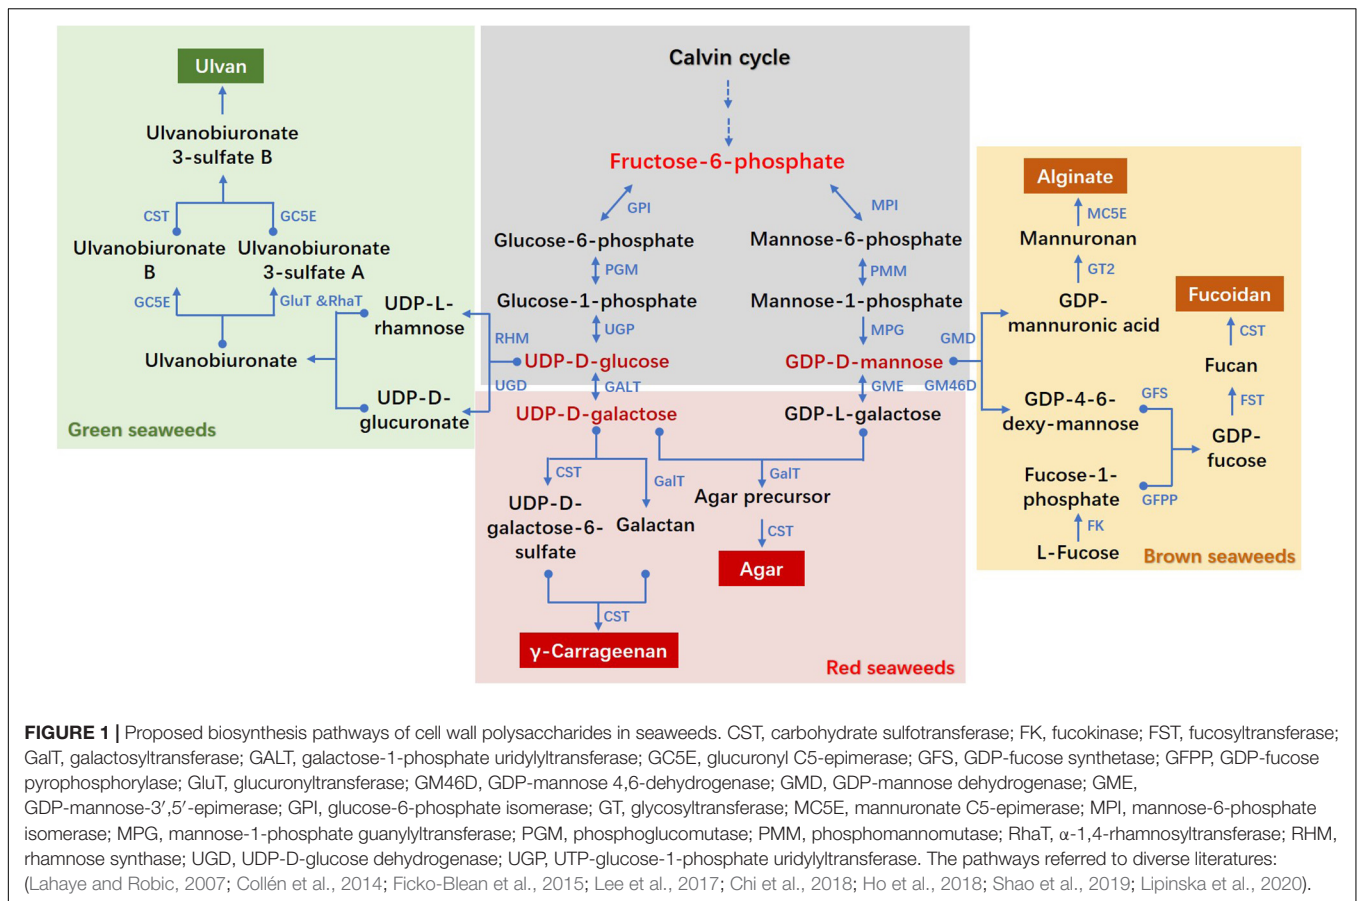 Calvin cycle
Fructose-6-phosphate
GPI
MPI
Glucose-6-phosphate
Mannose-6-phosphate
PGM
PMM
Glucose-1-phosphate
Mannose-1-phosphate
UGP
MPG
UDP-D-glucose
GDP-D-mannose
RHM
UGD
GMD
GM46D
Ulvan
Ulvanobiuronate
3-sulfate B
CST
GC5E
Ulvanobiuronate
B
Ulvanobiuronate
3-sulfate A
GC5E
GluT &RhaT
Ulvanobiuronate
UDP-L-
rhamnose
UDP-D-
glucuronate
Green seaweeds
GALT
GME
UDP-D-galactose
GDP-L-galactose
CST
GalT
GalT
UDP-D-
galactose-6-
sulfate
Galactan
Agar precursor
CST
Agar
CST
γ-Carrageenan
Red seaweeds
Alginate
MC5E
Mannuronan
GT2
GDP-
mannuronic acid
Fucoidan
CST
Fucan
FST
GDP-4-6-
dexy-mannose
GFS
GDP-
fucose
Fucose-1-
phosphate
GFPP
FK
L-Fucose
Brown seaweeds
FIGURE 1 | Proposed biosynthesis pathways of cell wall polysaccharides in seaweeds. CST, carbohydrate sulfotransferase; FK, fucokinase; FST, fucosyltransferase;
GalT, galactosyltransferase; GALT, galactose-1-phosphate uridylyltransferase; GC5E, glucuronyl C5-epimerase; GFS, GDP-fucose synthetase; GFPP, GDP-fucose
pyrophosphorylase; GluT, glucuronyltransferase; GM46D, GDP-mannose 4,6-dehydrogenase; GMD, GDP-mannose dehydrogenase; GME,
GDP-mannose-3′,5′-epimerase; GPI, glucose-6-phosphate isomerase; GT, glycosyltransferase; MC5E, mannuronate C5-epimerase; MPI, mannose-6-phosphate
isomerase; MPG, mannose-1-phosphate guanylyltransferase; PGM, phosphoglucomutase; PMM, phosphomannomutase; RhaT, α-1,4-rhamnosyltransferase; RHM,
rhamnose synthase; UGD, UDP-D-glucose dehydrogenase; UGP, UTP-glucose-1-phosphate uridylyltransferase. The pathways referred to diverse literatures:
(Lahaye and Robic, 2007; Collén et al., 2014; Ficko-Blean et al., 2015; Lee et al., 2017; Chi et al., 2018; Ho et al., 2018; Shao et al., 2019; Lipinska et al., 2020).